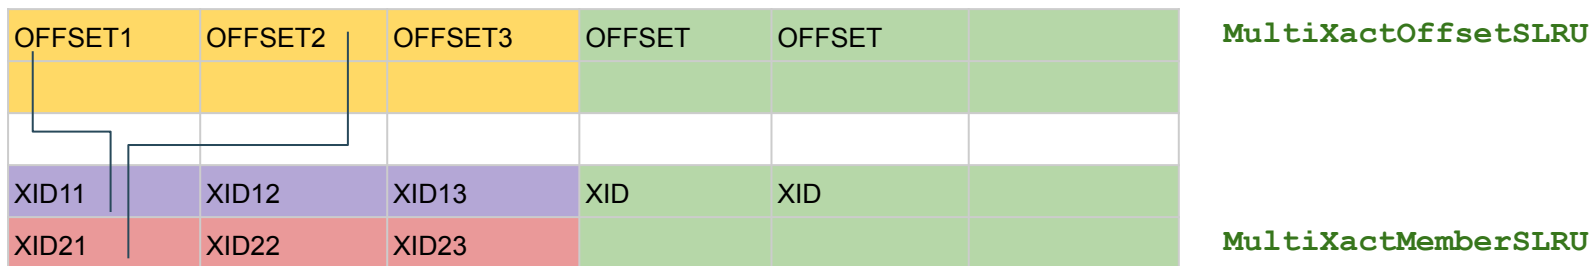 OFFSET1 OFFSET2 OFFSET3 OFFSET OFFSET MultiXactOffsetSLRU
XID11 XID12 XID13 XID XID
XID21 XID22 XID23 MultiXactMemberSLRU